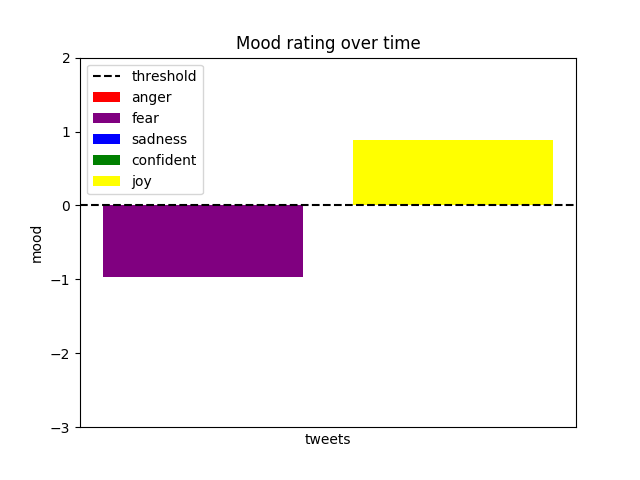 Mood rating over time
2
1
0
−1
−2
−3
mood
threshold
anger
fear
sadness
confident
joy
tweets